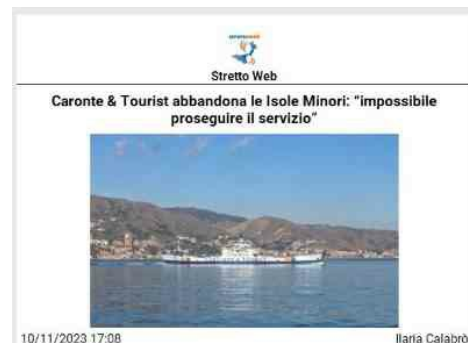 Stretto Web
Caronte & Tourist abbandona le Isole Minori: “impossibile
proseguire il servizio”
10/11/2023 17:08
Ilaria Calabrò